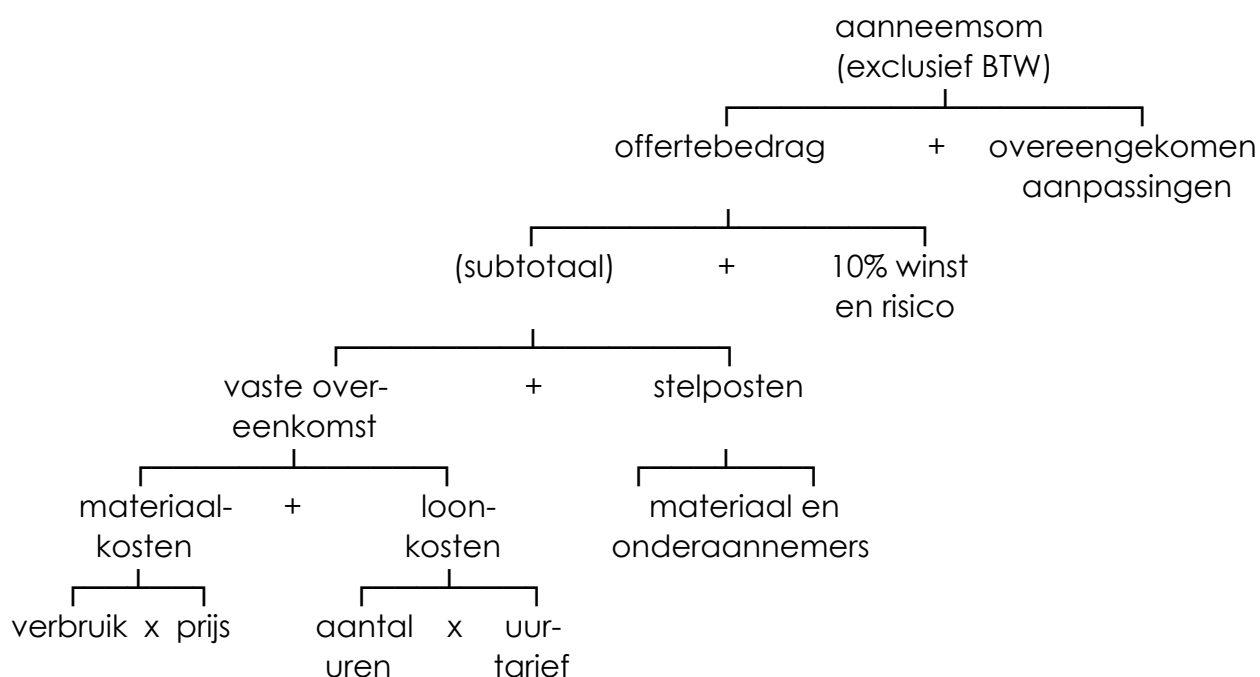 aanneemsom
(exclusief BTW)
offertebedrag + overeengekomen
aanpassingen
(subtotaal) + 10% winst
en risico
vaste over- + stelposten
eenkomst
materiaal- + loon- materiaal en
kosten kosten onderaannemers
verbruik x prijs aantal x uur-
uren tarief